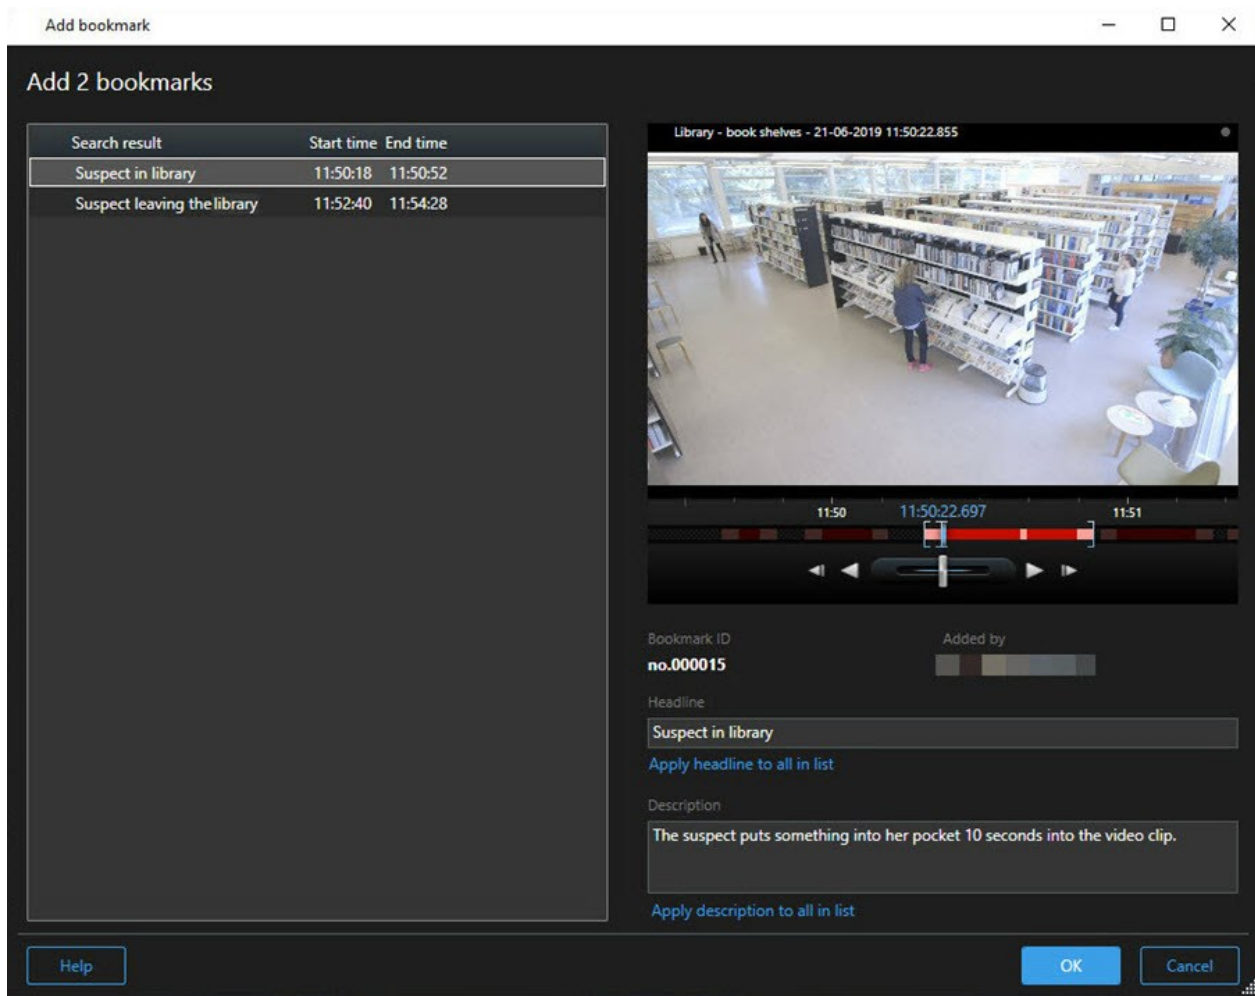 Add bookmark
Add 2 bookmarks
Search result Start time End time
Suspect in library 11:50:18 11:50:52
Suspect leaving the library 11:52:40 11:54:28
Library - book shelves - 21-06-2019 11:50:22.855
11:50 11:50:22.697 11:51
Bookmark ID Added by
no.000015
Headline
Suspect in library
Apply headline to all in list
Description
The suspect puts something into her pocket 10 seconds into the video clip.
Apply description to all in list
Help OK Cancel